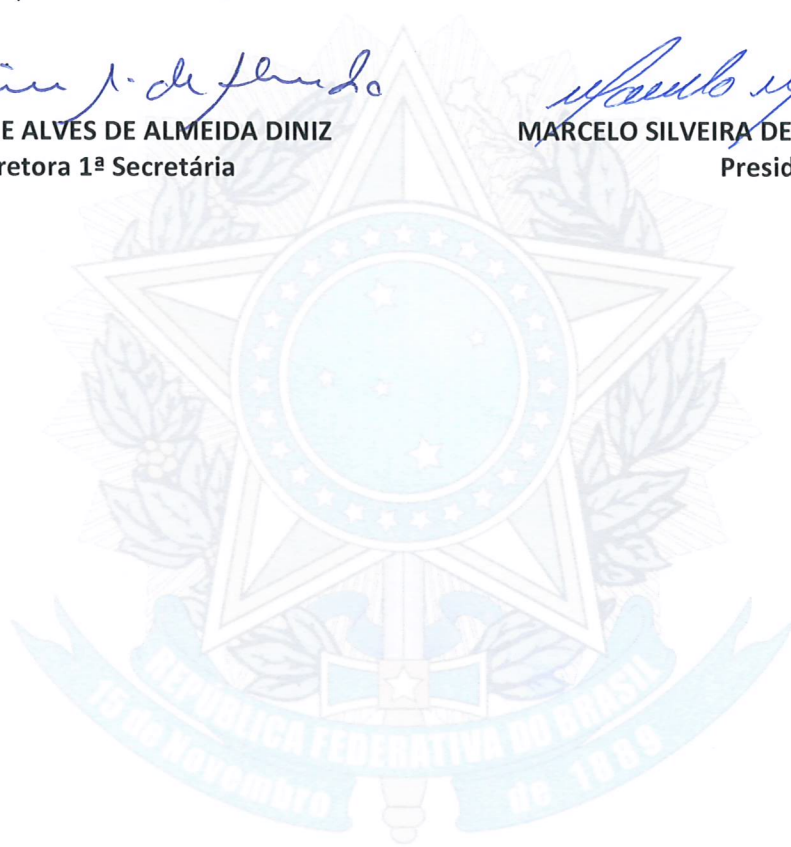 E ALVES DE ALMEIDA DINIZ
retora 1ª Secretária
MARCELO SILVEIRA DE
Presid
REPÚBLICA FEDERATIVA DO BRASIL
15 de Novembro de 1889